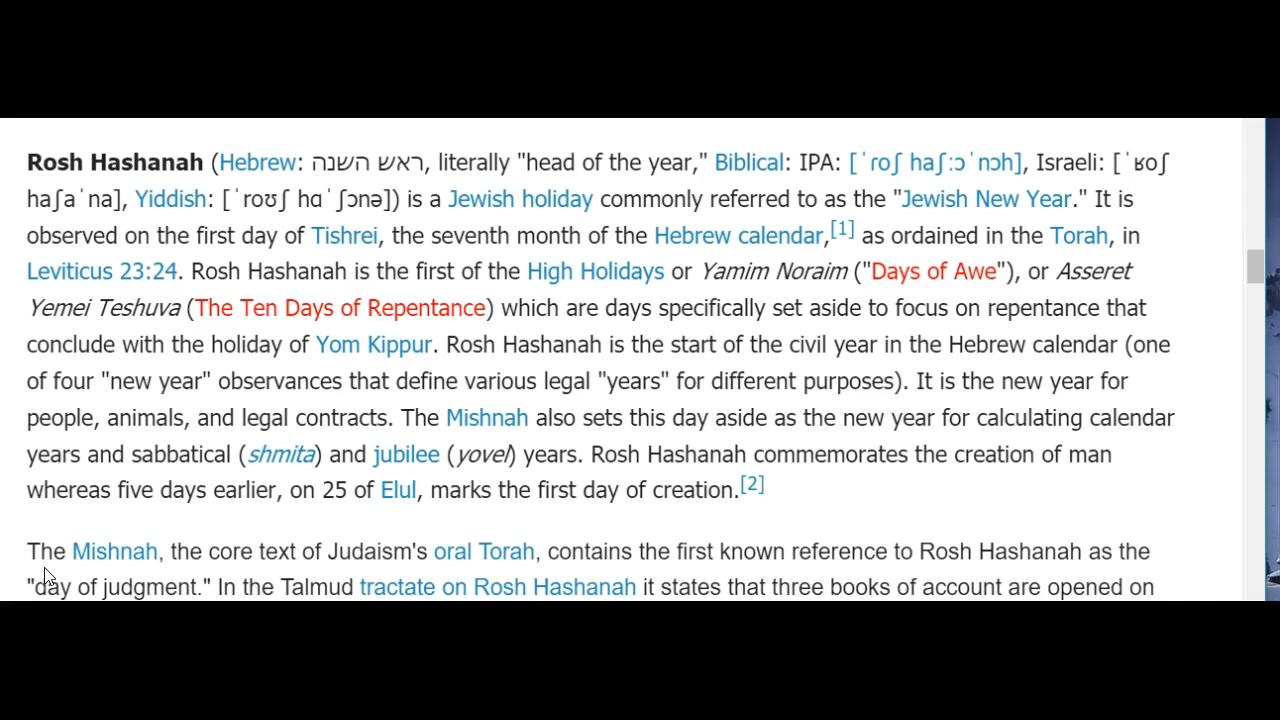 Rosh Hashanah (Hebrew: ראש השנה, literally "head of the year," Biblical: IPA: [ˈɾoʃ haʃːɔˈnɔh], Israeli: [ˈʁoʃ
haʃaˈna], Yiddish: [ˈroʊʃ hɑˈʃɔnə]) is a Jewish holiday commonly referred to as the "Jewish New Year." It is
observed on the first day of Tishrei, the seventh month of the Hebrew calendar,[1] as ordained in the Torah, in
Leviticus 23:24. Rosh Hashanah is the first of the High Holidays or Yamim Noraim ("Days of Awe"), or Asseret
Yemei Teshuva (The Ten Days of Repentance) which are days specifically set aside to focus on repentance that
conclude with the holiday of Yom Kippur. Rosh Hashanah is the start of the civil year in the Hebrew calendar (one
of four "new year" observances that define various legal "years" for different purposes). It is the new year for
people, animals, and legal contracts. The Mishnah also sets this day aside as the new year for calculating calendar
years and sabbatical (shmita) and jubilee (yovel) years. Rosh Hashanah commemorates the creation of man
whereas five days earlier, on 25 of Elul, marks the first day of creation.[2]
The Mishnah, the core text of Judaism's oral Torah, contains the first known reference to Rosh Hashanah as the
"day of judgment." In the Talmud tractate on Rosh Hashanah it states that three books of account are opened on